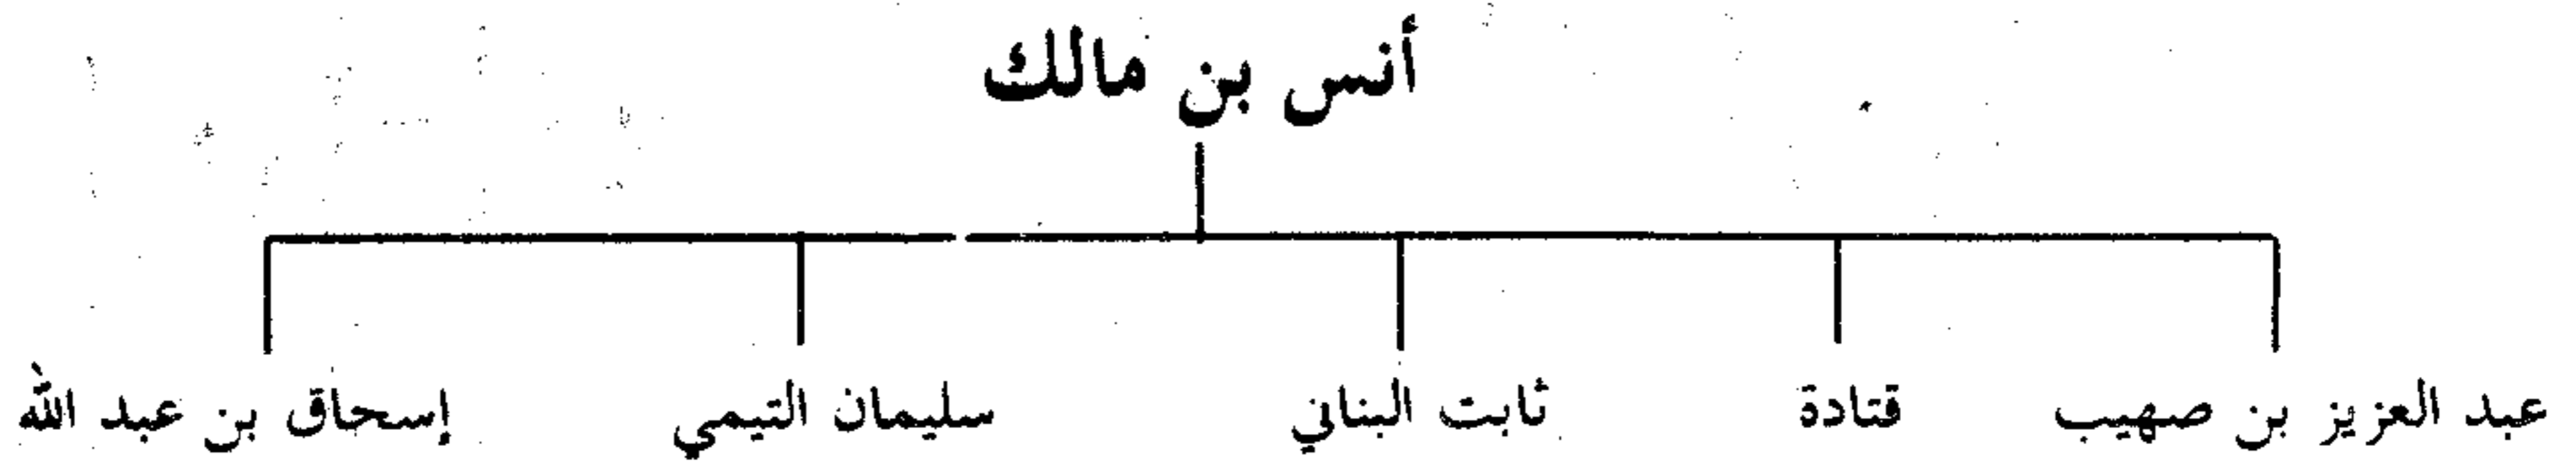 أنس بن مالك
عبد العزيز بن صهيب قتادة ثابت البناني سليمان التيمي إسحاق بن عبد الله